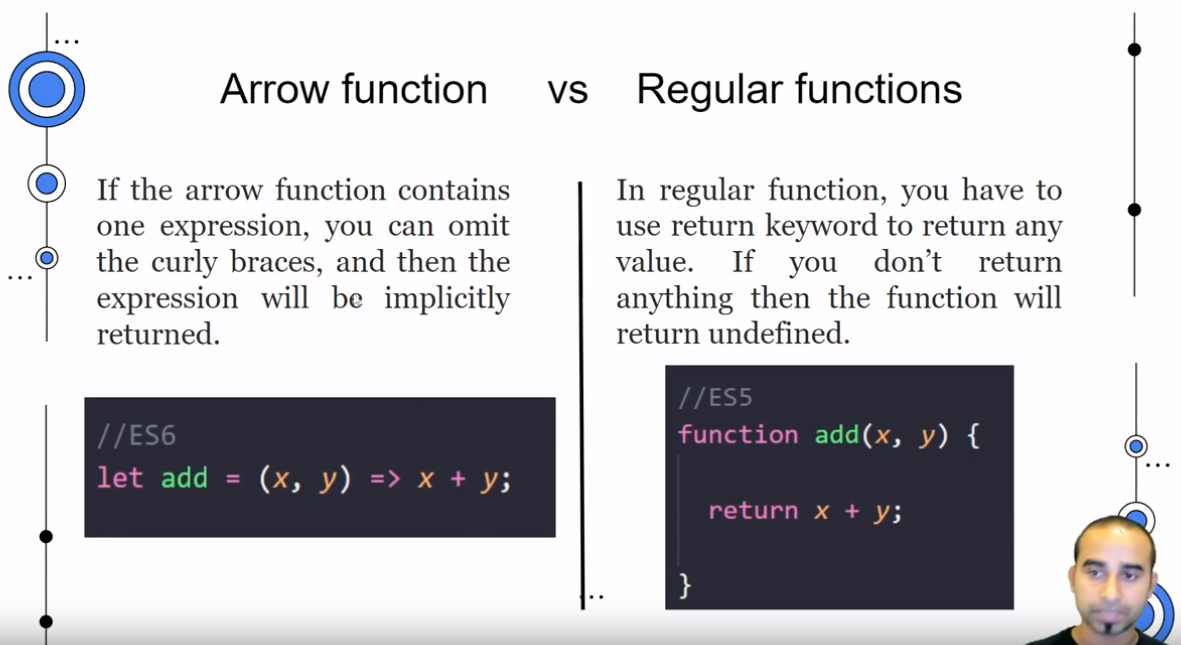 Arrow function vs Regular functions
If the arrow function contains
one expression, you can omit
the curly braces, and then the
expression will be implicitly
returned.
//ES6
let add = (x, y) => x + y;
In regular function, you have to
use return keyword to return any
value. If you don’t return
anything then the function will
return undefined.
//ES5
function add(x, y) {
return x + y;
}